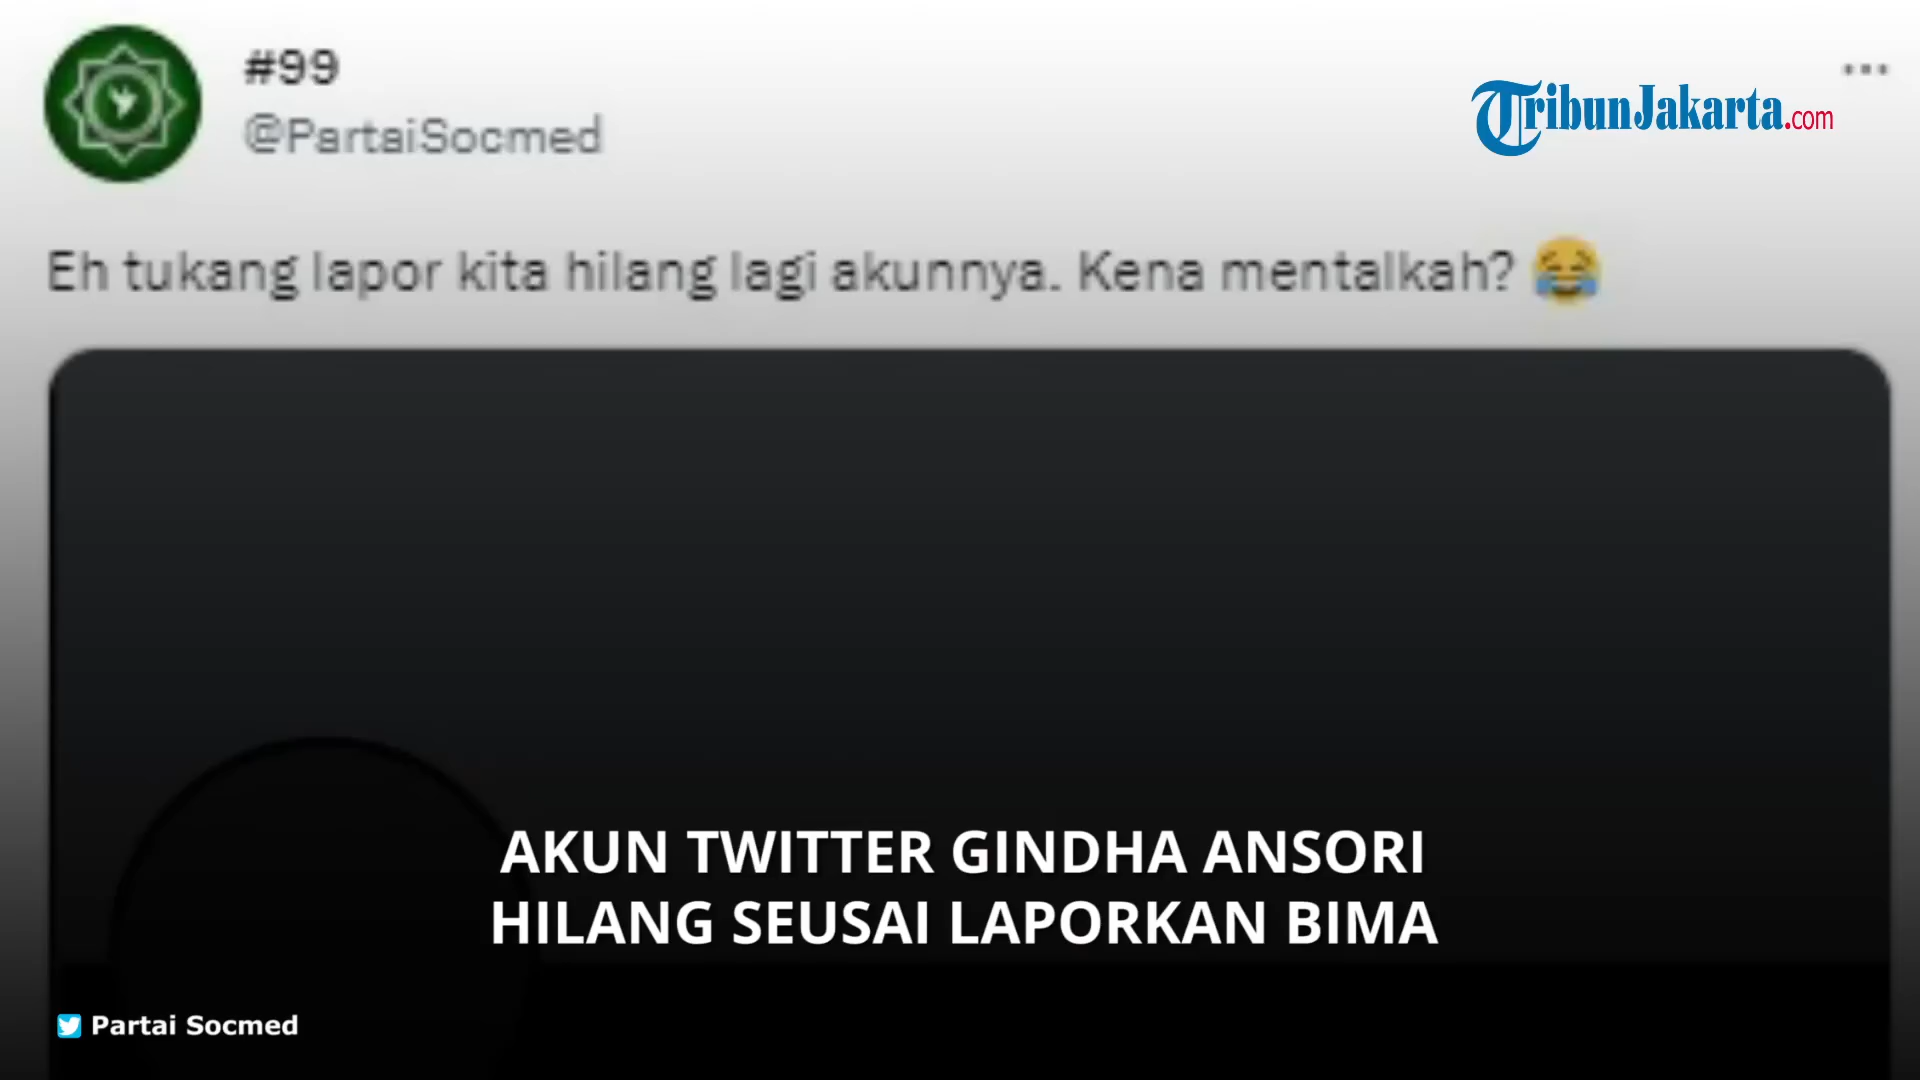 #99
@PartaiSocmed
TribunJakarta.com
Eh tukang lapor kita hilang lagi akunnya. Kena mentalkah? 😂
AKUN TWITTER GINDHA ANSORI
HILANG SEUSAI LAPORKAN BIMA
Partai Socmed